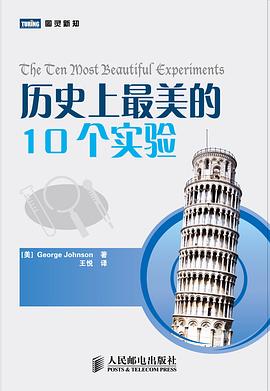 TURING 图灵新知
The Ten Most Beautiful Experiments
历史上最美的
10个实验
[美] George Johnson 著
王悦 译
人民邮电出版社
POSTS & TELECOM PRESS